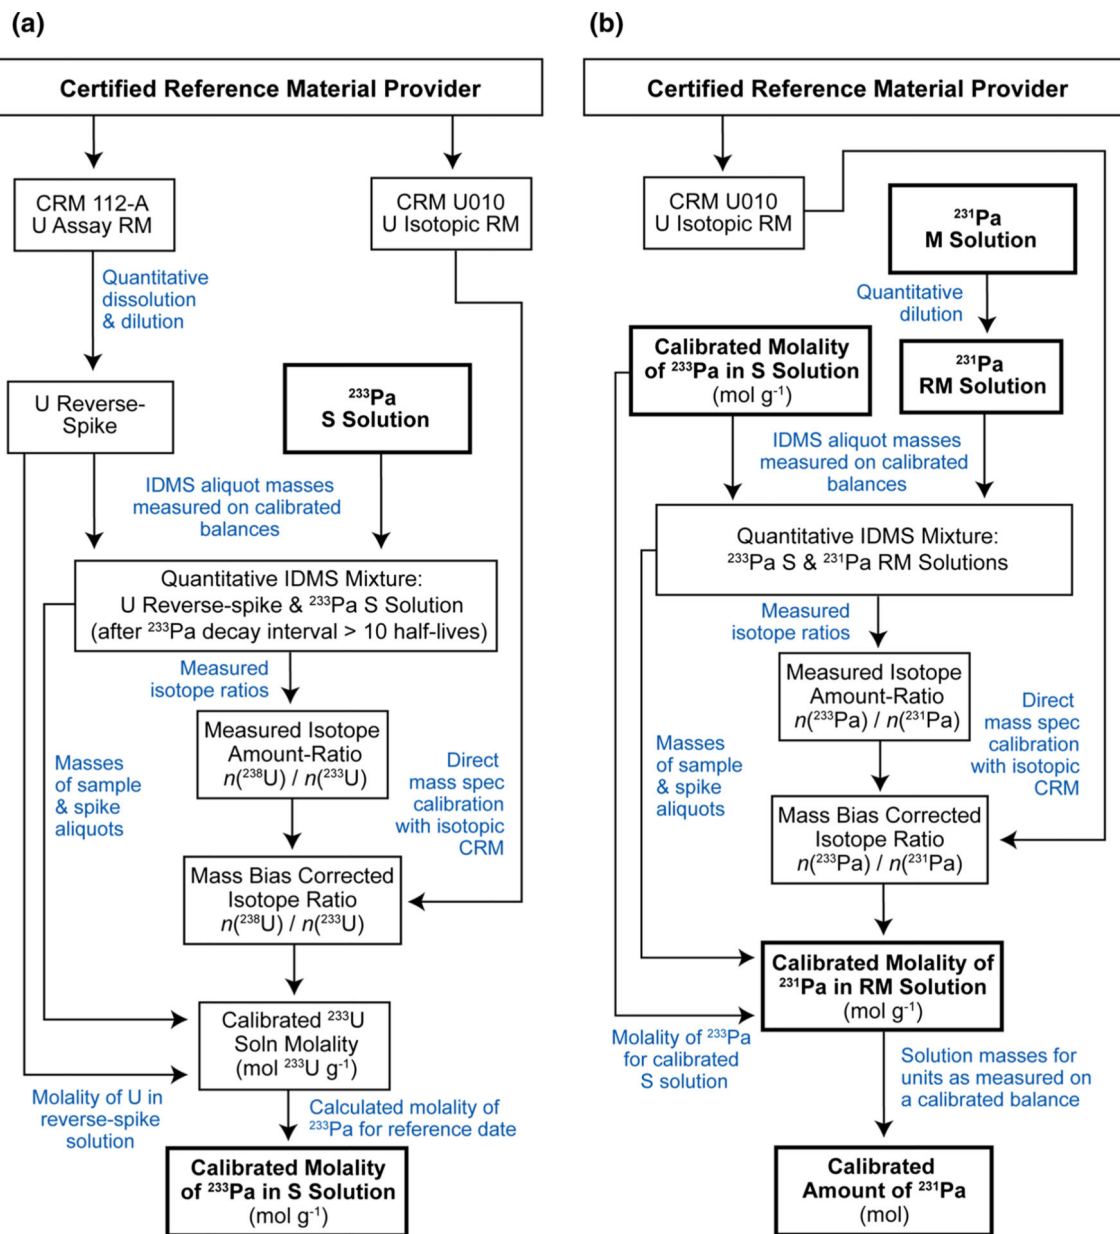 (a)
Certified Reference Material Provider
CRM 112-A
U Assay RM
CRM U010
U Isotopic RM
Quantitative
dissolution
& dilution
U Reverse-
Spike
²³³Pa
S Solution
IDMS aliquot masses
measured on calibrated
balances
Quantitative IDMS Mixture:
U Reverse-spike & ²³³Pa S Solution
(after ²³³Pa decay interval > 10 half-lives)
Measured
isotope ratios
Measured Isotope
Amount-Ratio
n(²³⁸U) / n(²³³U)
Masses
of sample
& spike
aliquots
Direct
mass spec
calibration
with isotopic
CRM
Mass Bias Corrected
Isotope Ratio
n(²³⁸U) / n(²³³U)
Calibrated ²³³U
Soln Molality
(mol ²³³U g⁻¹)
Molality of U in
reverse-spike
solution
Calculated molality of
²³³Pa for reference date
Calibrated Molality
of ²³³Pa in S Solution
(mol g⁻¹)
(b)
Certified Reference Material Provider
CRM U010
U Isotopic RM
²³¹Pa
M Solution
Quantitative
dilution
Calibrated Molality
of ²³³Pa in S Solution
(mol g⁻¹)
²³¹Pa
RM Solution
IDMS aliquot masses
measured on calibrated
balances
Quantitative IDMS Mixture:
²³³Pa S & ²³¹Pa RM Solutions
Measured
isotope ratios
Measured Isotope
Amount-Ratio
n(²³³Pa) / n(²³¹Pa)
Masses
of sample
& spike
aliquots
Direct
mass spec
calibration
with isotopic
CRM
Mass Bias Corrected
Isotope Ratio
n(²³³Pa) / n(²³¹Pa)
Calibrated Molality of
²³¹Pa in RM Solution
(mol g⁻¹)
Molality of ²³³Pa
for calibrated
S solution
Solution masses for
units as measured on
a calibrated balance
Calibrated
Amount of ²³¹Pa
(mol)